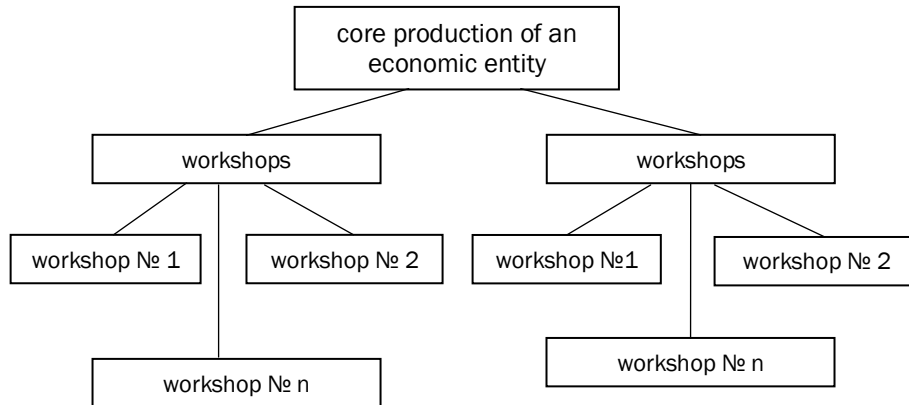 core production of an
economic entity
workshops
workshops
workshop № 1
workshop № 2
workshop №1
workshop № 2
workshop № n
workshop № n